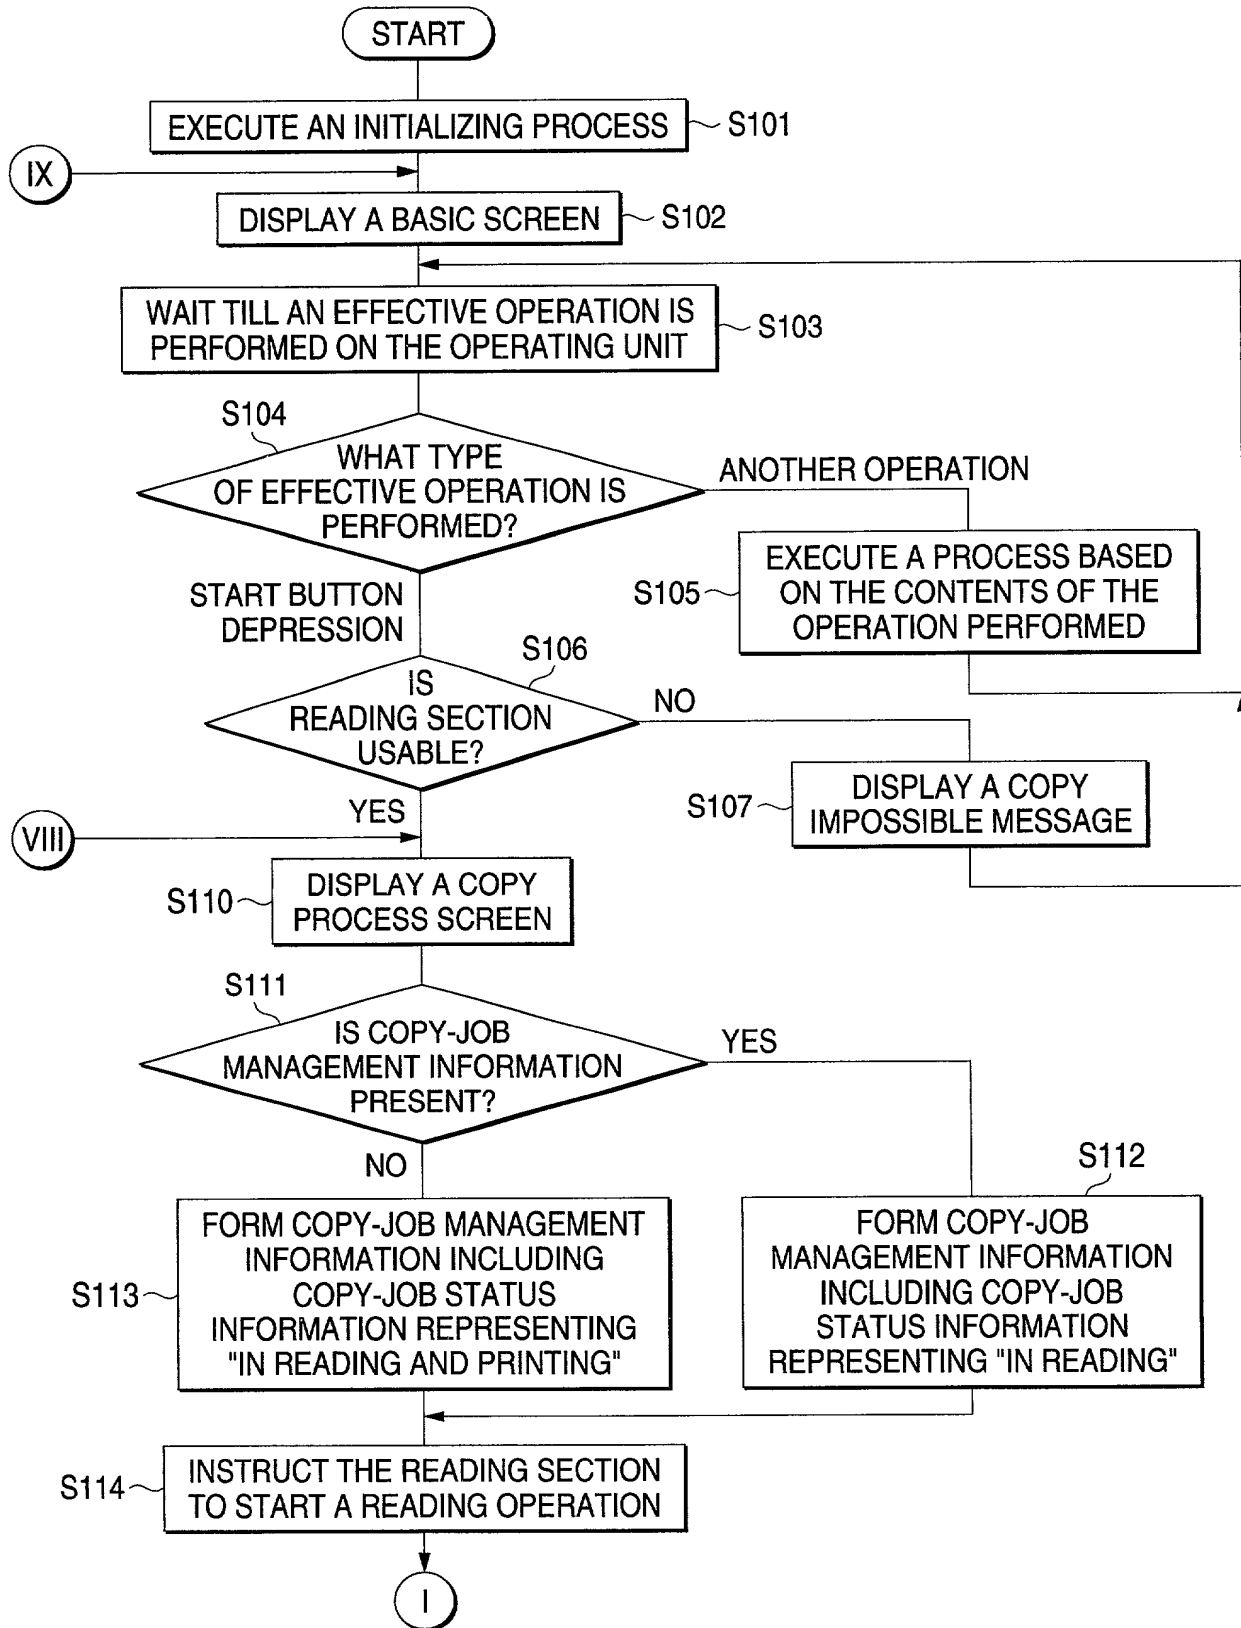 START
EXECUTE AN INITIALIZING PROCESS
S101
IX
DISPLAY A BASIC SCREEN
S102
WAIT TILL AN EFFECTIVE OPERATION IS
PERFORMED ON THE OPERATING UNIT
S103
S104
WHAT TYPE
OF EFFECTIVE OPERATION IS
PERFORMED?
ANOTHER OPERATION
START BUTTON
DEPRESSION
S105
EXECUTE A PROCESS BASED
ON THE CONTENTS OF THE
OPERATION PERFORMED
S106
IS
READING SECTION
USABLE?
NO
YES
S107
DISPLAY A COPY
IMPOSSIBLE MESSAGE
VIII
S110
DISPLAY A COPY
PROCESS SCREEN
S111
IS COPY-JOB
MANAGEMENT INFORMATION
PRESENT?
YES
NO
S112
FORM COPY-JOB
MANAGEMENT INFORMATION
INCLUDING COPY-JOB
STATUS INFORMATION
REPRESENTING "IN READING"
S113
FORM COPY-JOB MANAGEMENT
INFORMATION INCLUDING
COPY-JOB STATUS
INFORMATION REPRESENTING
"IN READING AND PRINTING"
S114
INSTRUCT THE READING SECTION
TO START A READING OPERATION
I